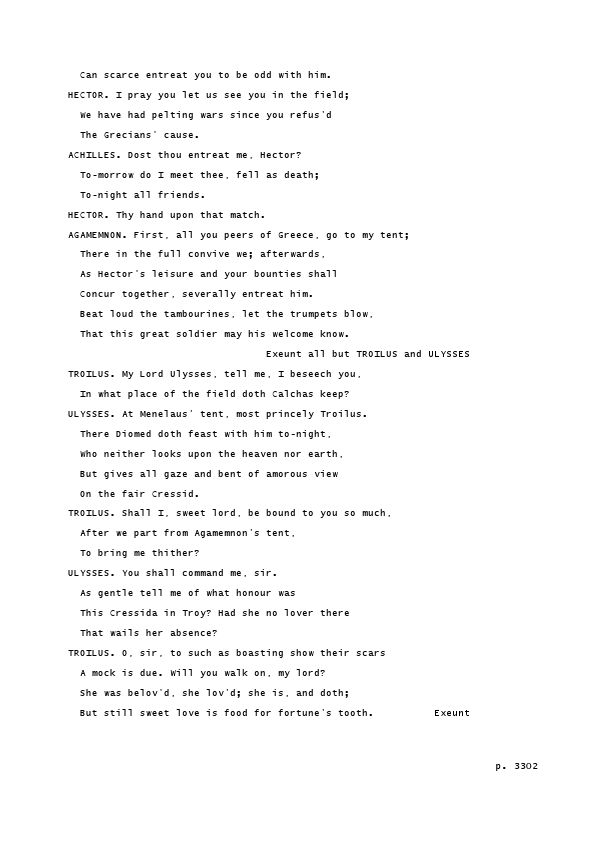 Can scarce entreat you to be odd with him.
HECTOR. I pray you let us see you in the field;
We have had pelting wars since you refus'd
The Grecians' cause.
ACHILLES. Dost thou entreat me, Hector?
To-morrow do I meet thee, fell as death;
To-night all friends.
HECTOR. Thy hand upon that match.
AGAMEMNON. First, all you peers of Greece, go to my tent;
There in the full convive we; afterwards,
As Hector's leisure and your bounties shall
Concur together, severally entreat him.
Beat loud the tambourines, let the trumpets blow,
That this great soldier may his welcome know.
Exeunt all but TROILUS and ULYSSES
TROILUS. My Lord Ulysses, tell me, I beseech you,
In what place of the field doth Calchas keep?
ULYSSES. At Menelaus' tent, most princely Troilus.
There Diomed doth feast with him to-night,
Who neither looks upon the heaven nor earth,
But gives all gaze and bent of amorous view
On the fair Cressid.
TROILUS. Shall I, sweet lord, be bound to you so much,
After we part from Agamemnon's tent,
To bring me thither?
ULYSSES. You shall command me, sir.
As gentle tell me of what honour was
This Cressida in Troy? Had she no lover there
That wails her absence?
TROILUS. O, sir, to such as boasting show their scars
A mock is due. Will you walk on, my lord?
She was belov'd, she lov'd; she is, and doth;
But still sweet love is food for fortune's tooth. Exeunt
p. 3302